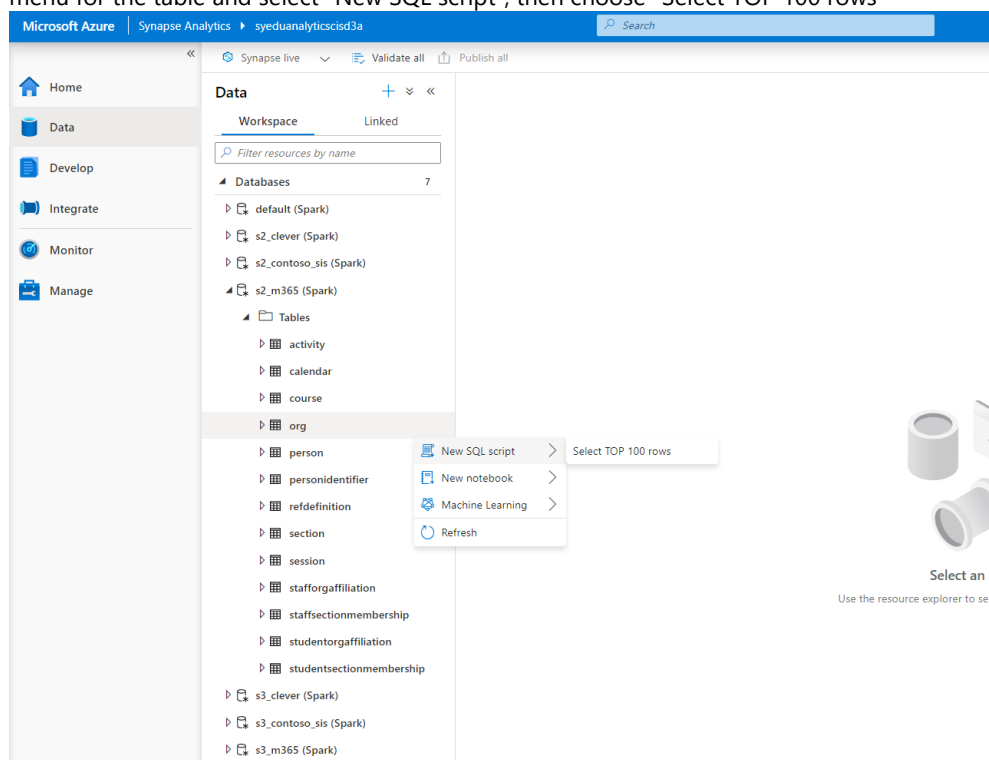 menu for the table and select "New SQL script", then choose "Select TOP 100 rows"
Microsoft Azure | Synapse Analytics ▸ syeduanalyticscisd3a
Search
Synapse live
Validate all
Publish all
Home
Data
Develop
Integrate
Monitor
Manage
Data
Workspace
Linked
Filter resources by name
Databases 7
default (Spark)
s2_clever (Spark)
s2_contoso_sis (Spark)
s2_m365 (Spark)
Tables
activity
calendar
course
org
person
personidentifier
refdefinition
section
session
stafforgaffiliation
staffsectionmembership
studentorgaffiliation
studentsectionmembership
s3_clever (Spark)
s3_contoso_sis (Spark)
s3_m365 (Spark)
New SQL script
Select TOP 100 rows
New notebook
Machine Learning
Refresh
Select an
Use the resource explorer to se